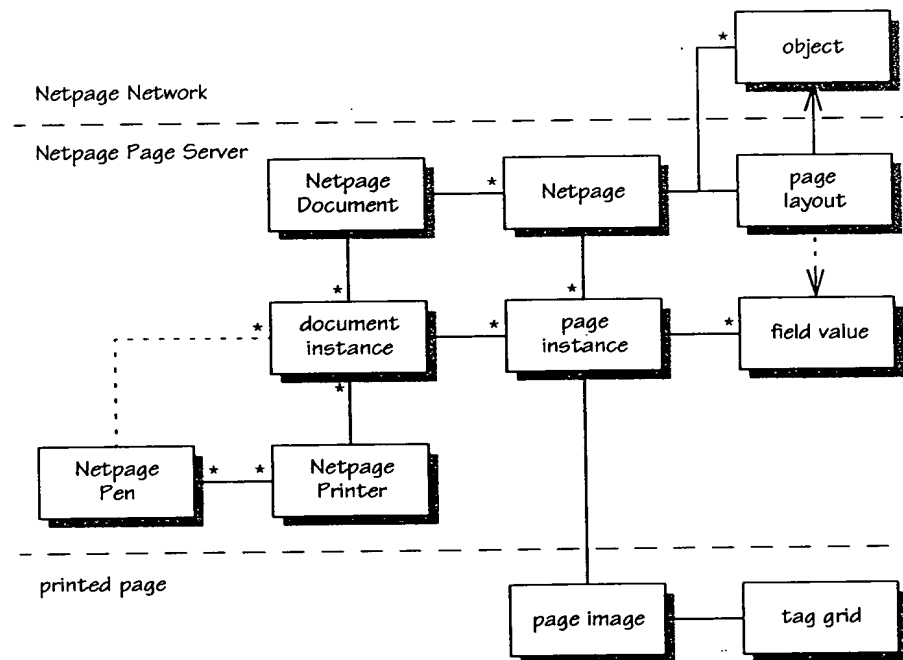 *
object
Netpage Network
Netpage Page Server
Netpage
Document
*
Netpage
page
layout
*
*
*
document
instance
*
page
instance
*
field value
*
Netpage
Pen
*
*
Netpage
Printer
printed page
page image
tag grid